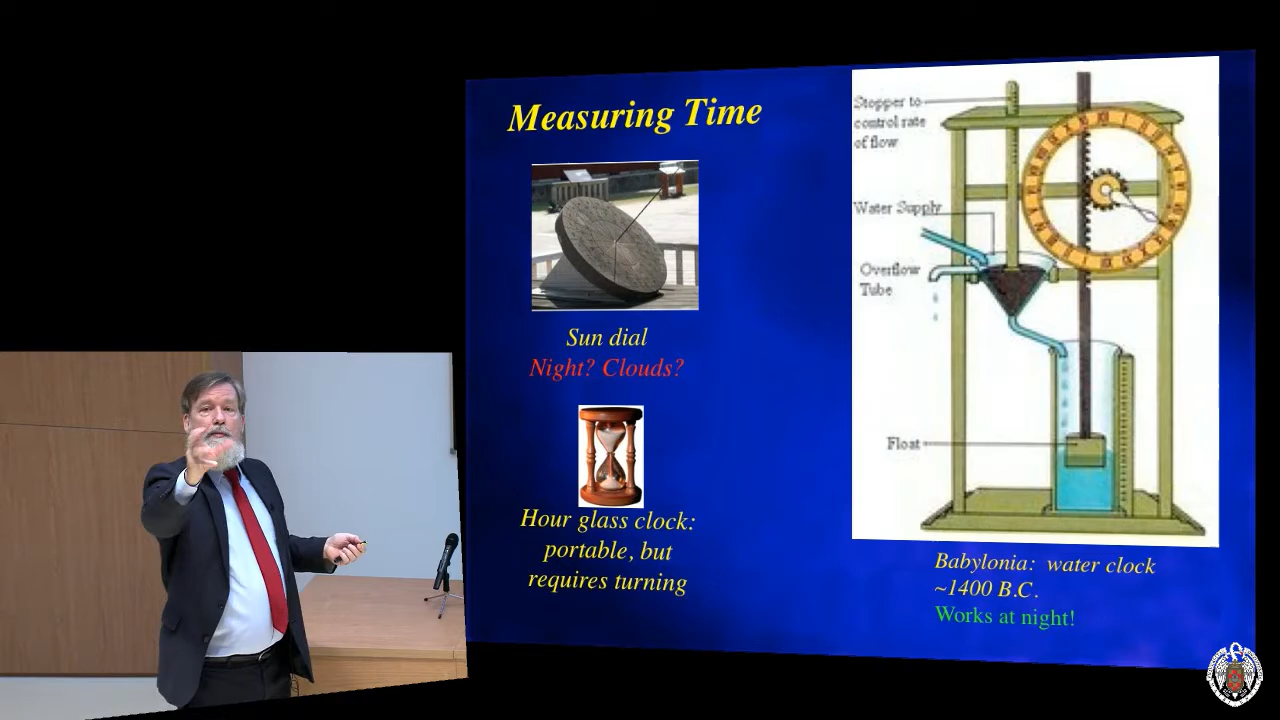 Measuring Time
Sun dial
Night? Clouds?
Hour glass clock:
portable, but
requires turning
Stopper to
control rate
of flow
Water Supply
Overflow
Tube
Float
Babylonia: water clock
~1400 B.C.
Works at night!